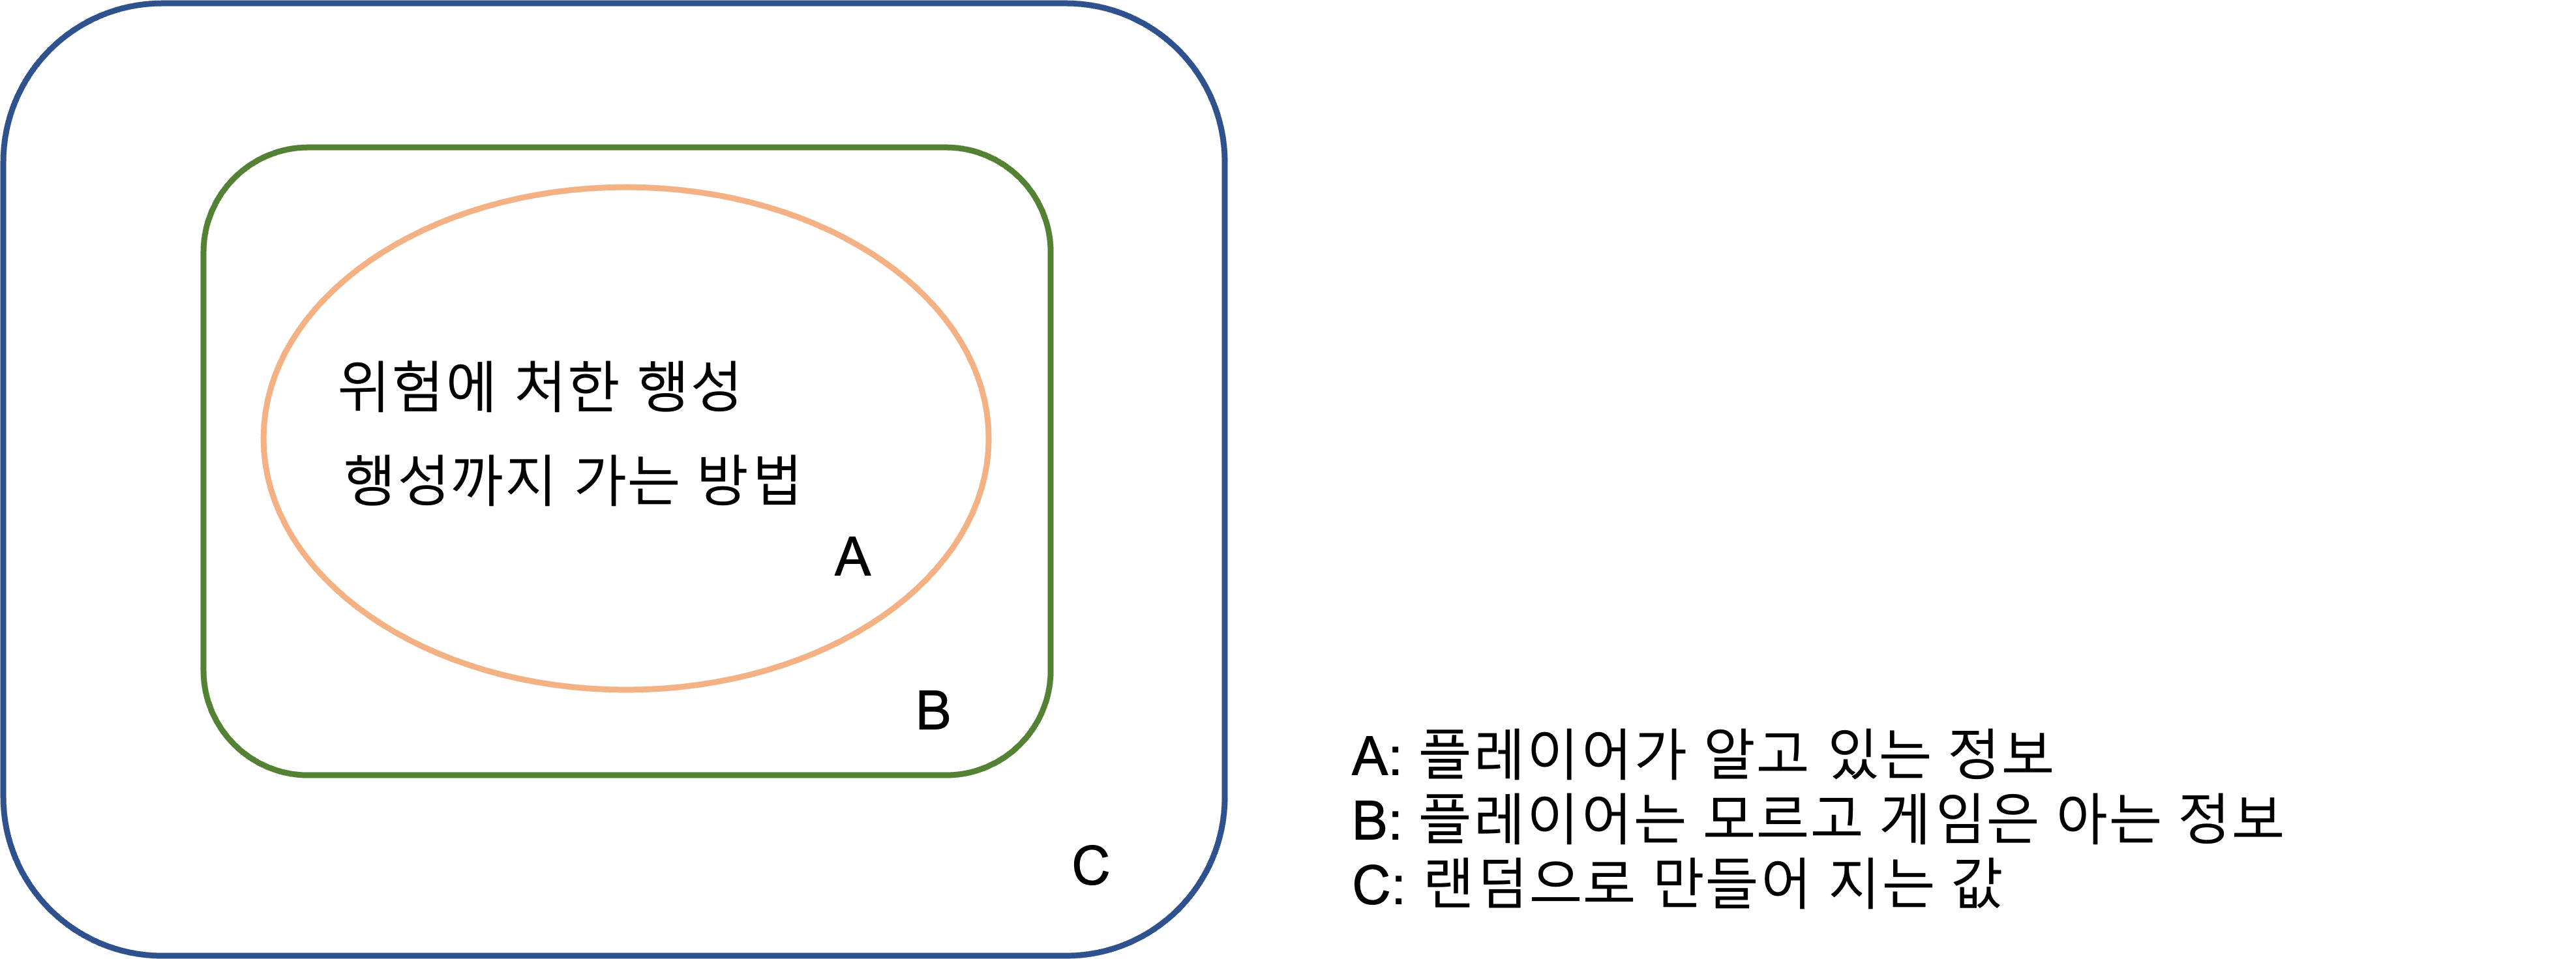 위험에 처한 행성
행성까지 가는 방법
A
B
C
A: 플레이어가 알고 있는 정보
B: 플레이어는 모르고 게임은 아는 정보
C: 랜덤으로 만들어 지는 값